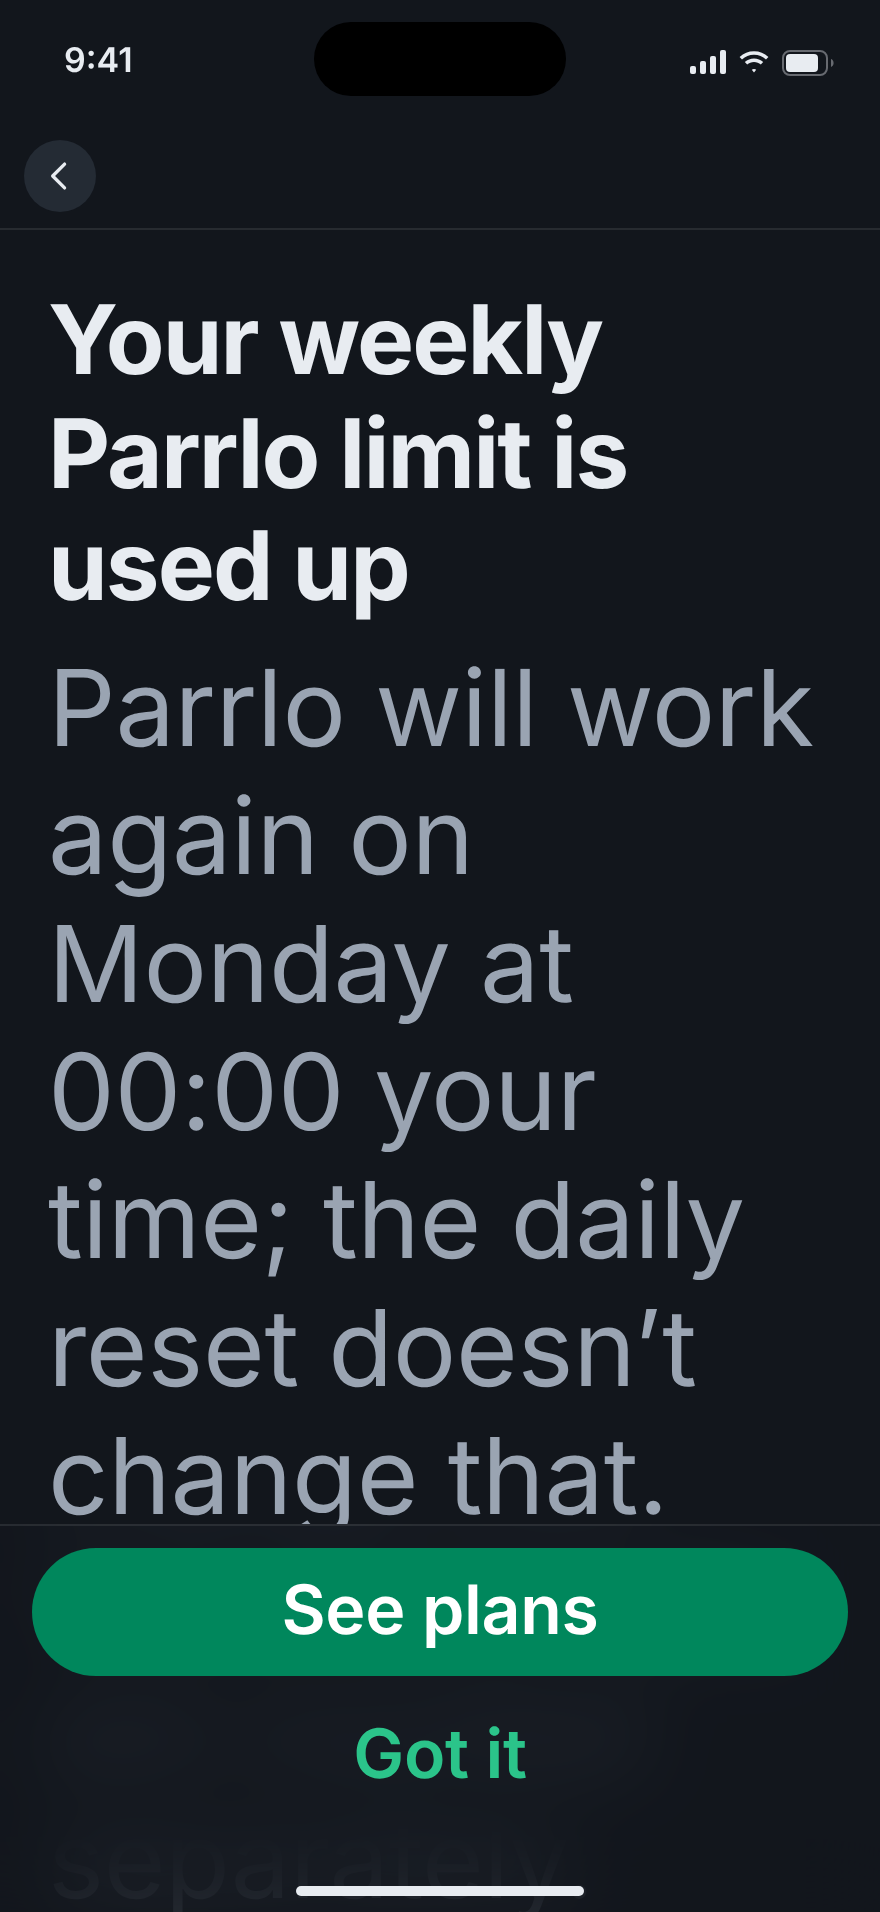 9:41
Your weekly
Parrlo limit is
used up
Parrlo will work
again on
Monday at
00:00 your
time; the daily
reset doesn’t
change that.
See plans
Got it
separately